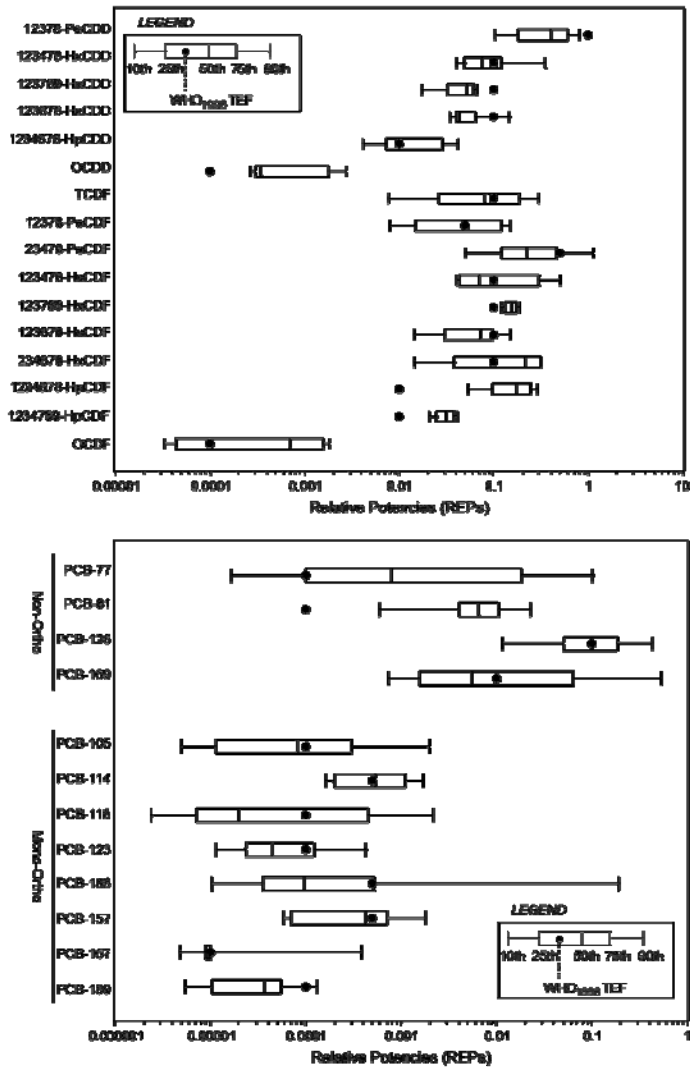 LEGEND
10th 25th 50th 75th 90th
WHO1998TEF
12378-PeCDD
123478-HxCDD
123789-HxCDD
123678-HxCDD
1234678-HpCDD
OCDD
TCDF
12378-PeCDF
23478-PeCDF
123478-HxCDF
123789-HxCDF
123678-HxCDF
234678-HxCDF
1234678-HpCDF
1234789-HpCDF
OCDF
0.00001 0.0001 0.001 0.01 0.1 1 10
Relative Potencies (REPs)
Non-Ortho
PCB-77
PCB-81
PCB-126
PCB-169
Mono-Ortho
PCB-105
PCB-114
PCB-118
PCB-123
PCB-156
PCB-157
PCB-167
PCB-189
LEGEND
10th 25th 50th 75th 90th
WHO1998TEF
0.000001 0.00001 0.0001 0.001 0.01 0.1 1
Relative Potencies (REPs)